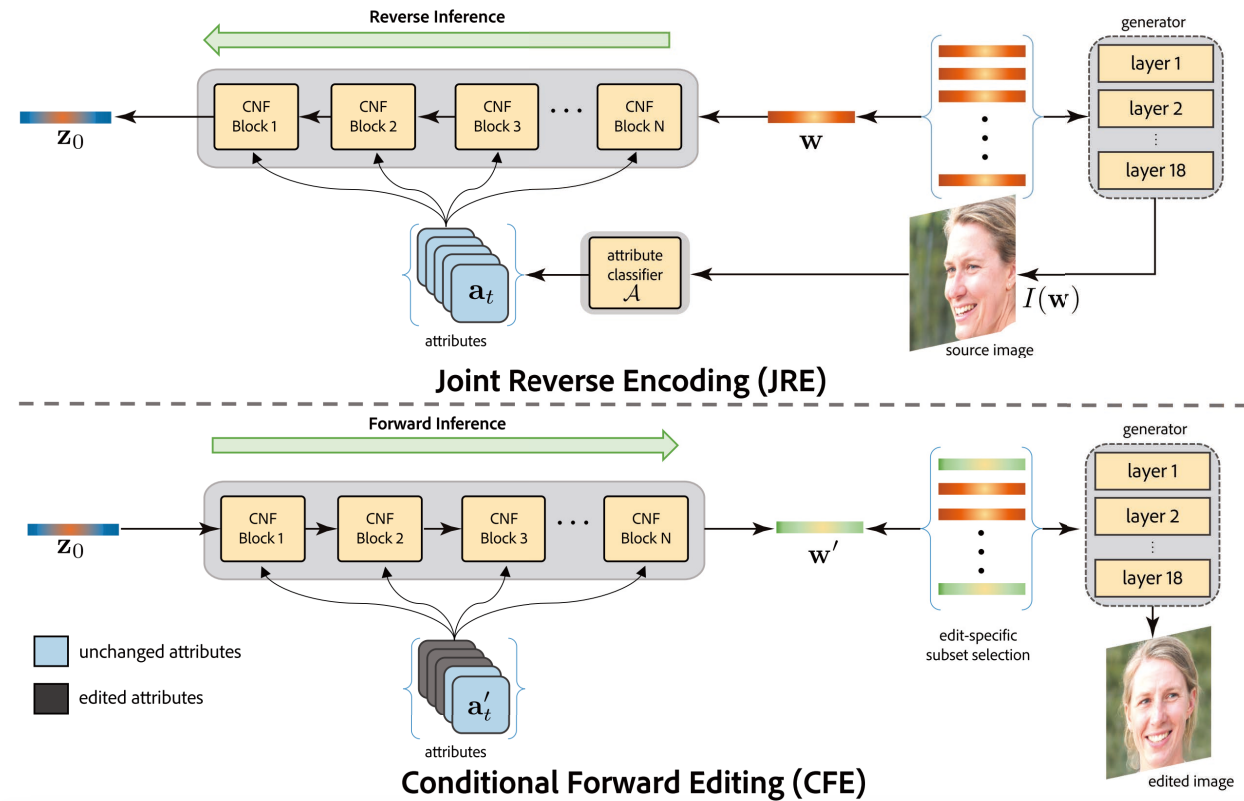 Reverse Inference
generator
layer 1
layer 2
⋮
layer 18
CNF
Block 1
CNF
Block 2
CNF
Block 3
...
CNF
Block N
z₀
w
attribute
classifier
𝒜
aₜ
attributes
I(w)
source image
Joint Reverse Encoding (JRE)
Forward Inference
generator
layer 1
layer 2
⋮
layer 18
CNF
Block 1
CNF
Block 2
CNF
Block 3
...
CNF
Block N
z₀
w′
edit-specific
subset selection
unchanged attributes
edited attributes
a′ₜ
attributes
edited image
Conditional Forward Editing (CFE)